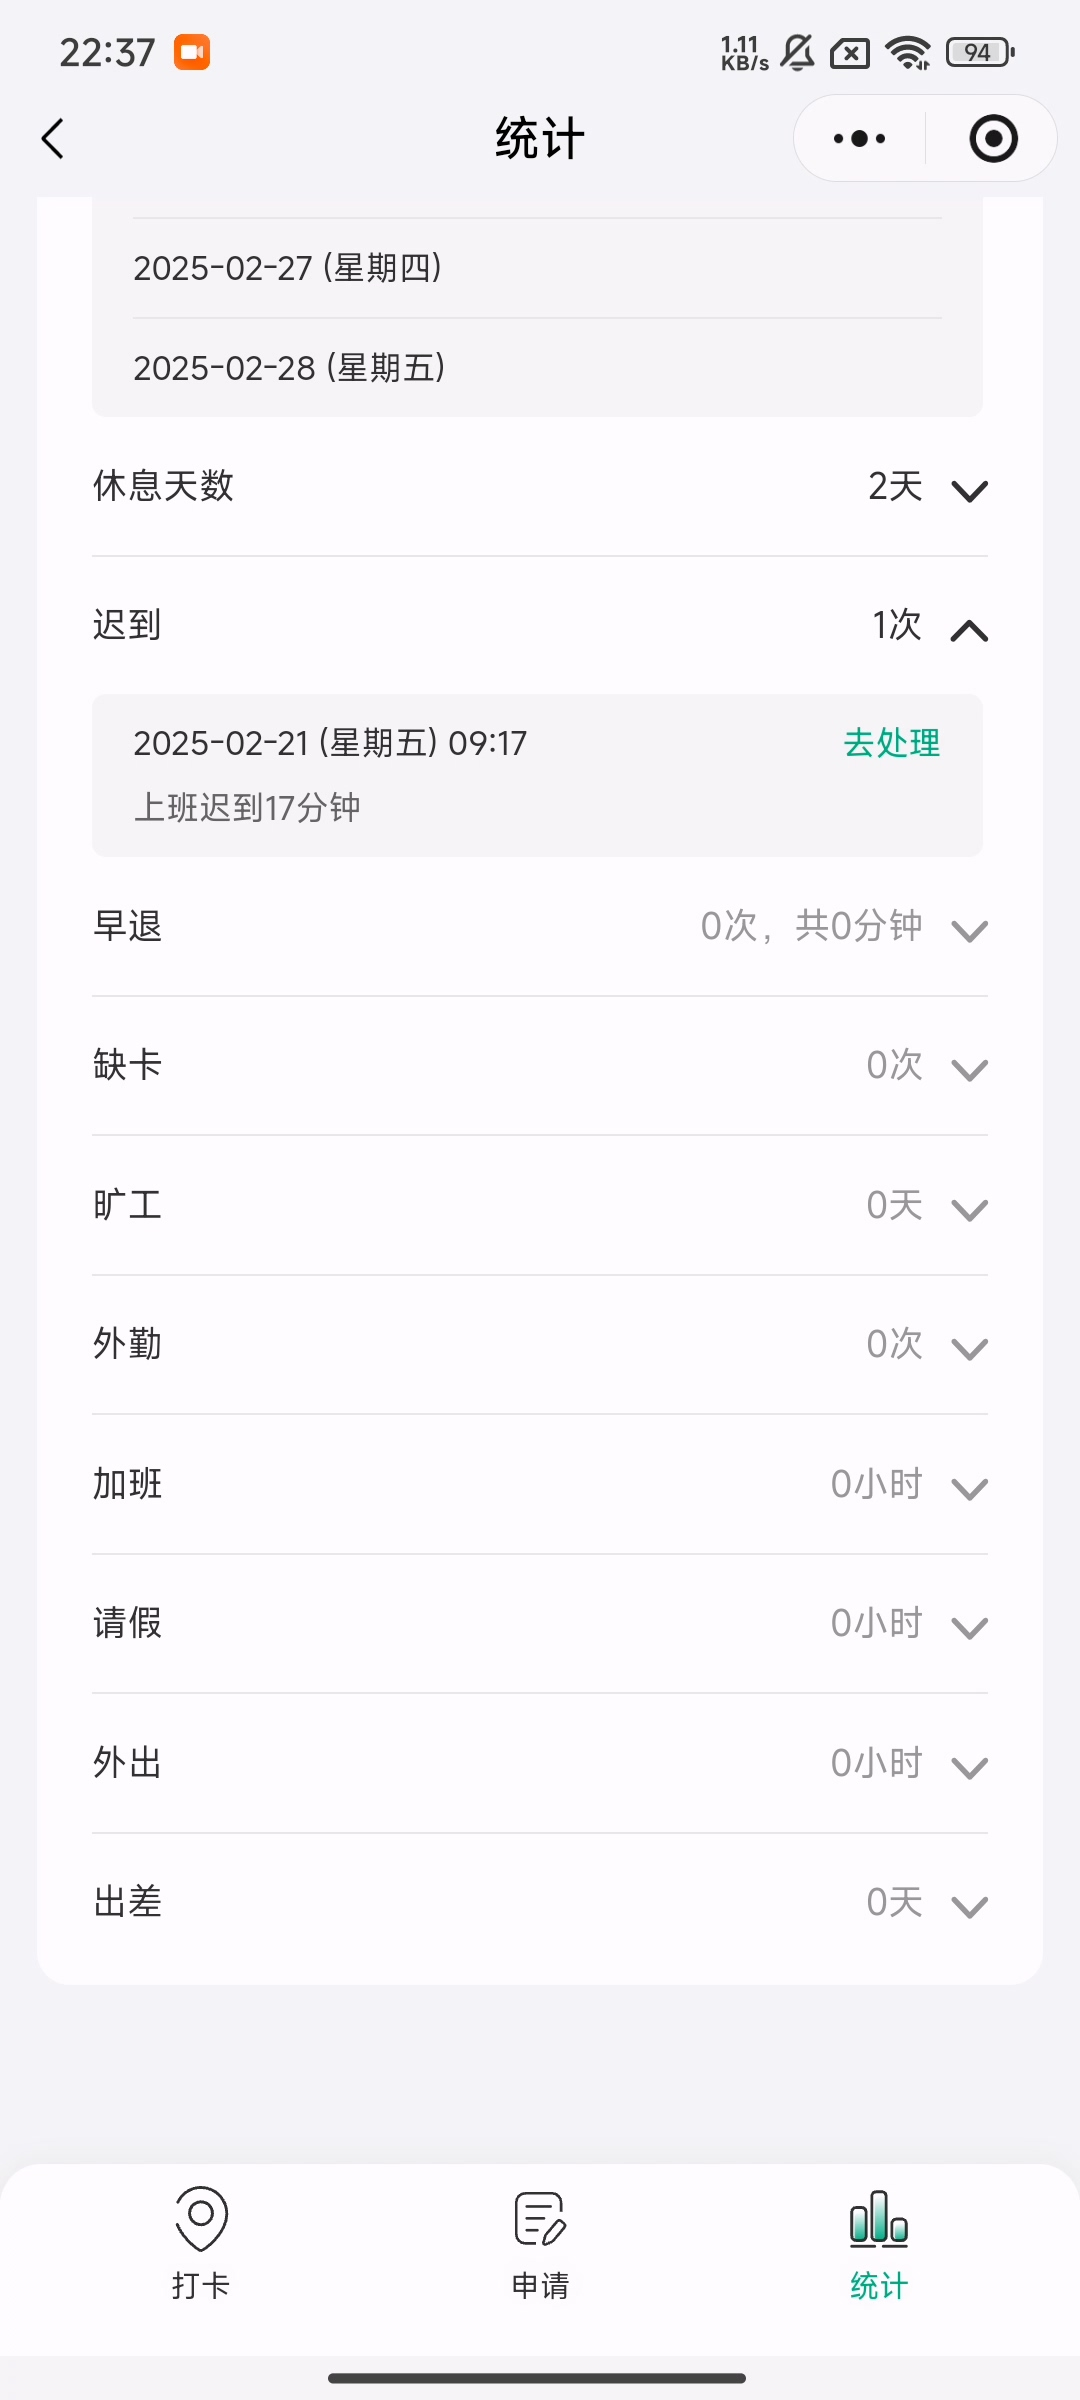 22:37
1.11 KB/s
94
统计
2025-02-27 (星期四)
2025-02-28 (星期五)
休息天数 2天
迟到 1次
2025-02-21 (星期五) 09:17 去处理
上班迟到17分钟
早退 0次，共0分钟
缺卡 0次
旷工 0天
外勤 0次
加班 0小时
请假 0小时
外出 0小时
出差 0天
打卡 申请 统计